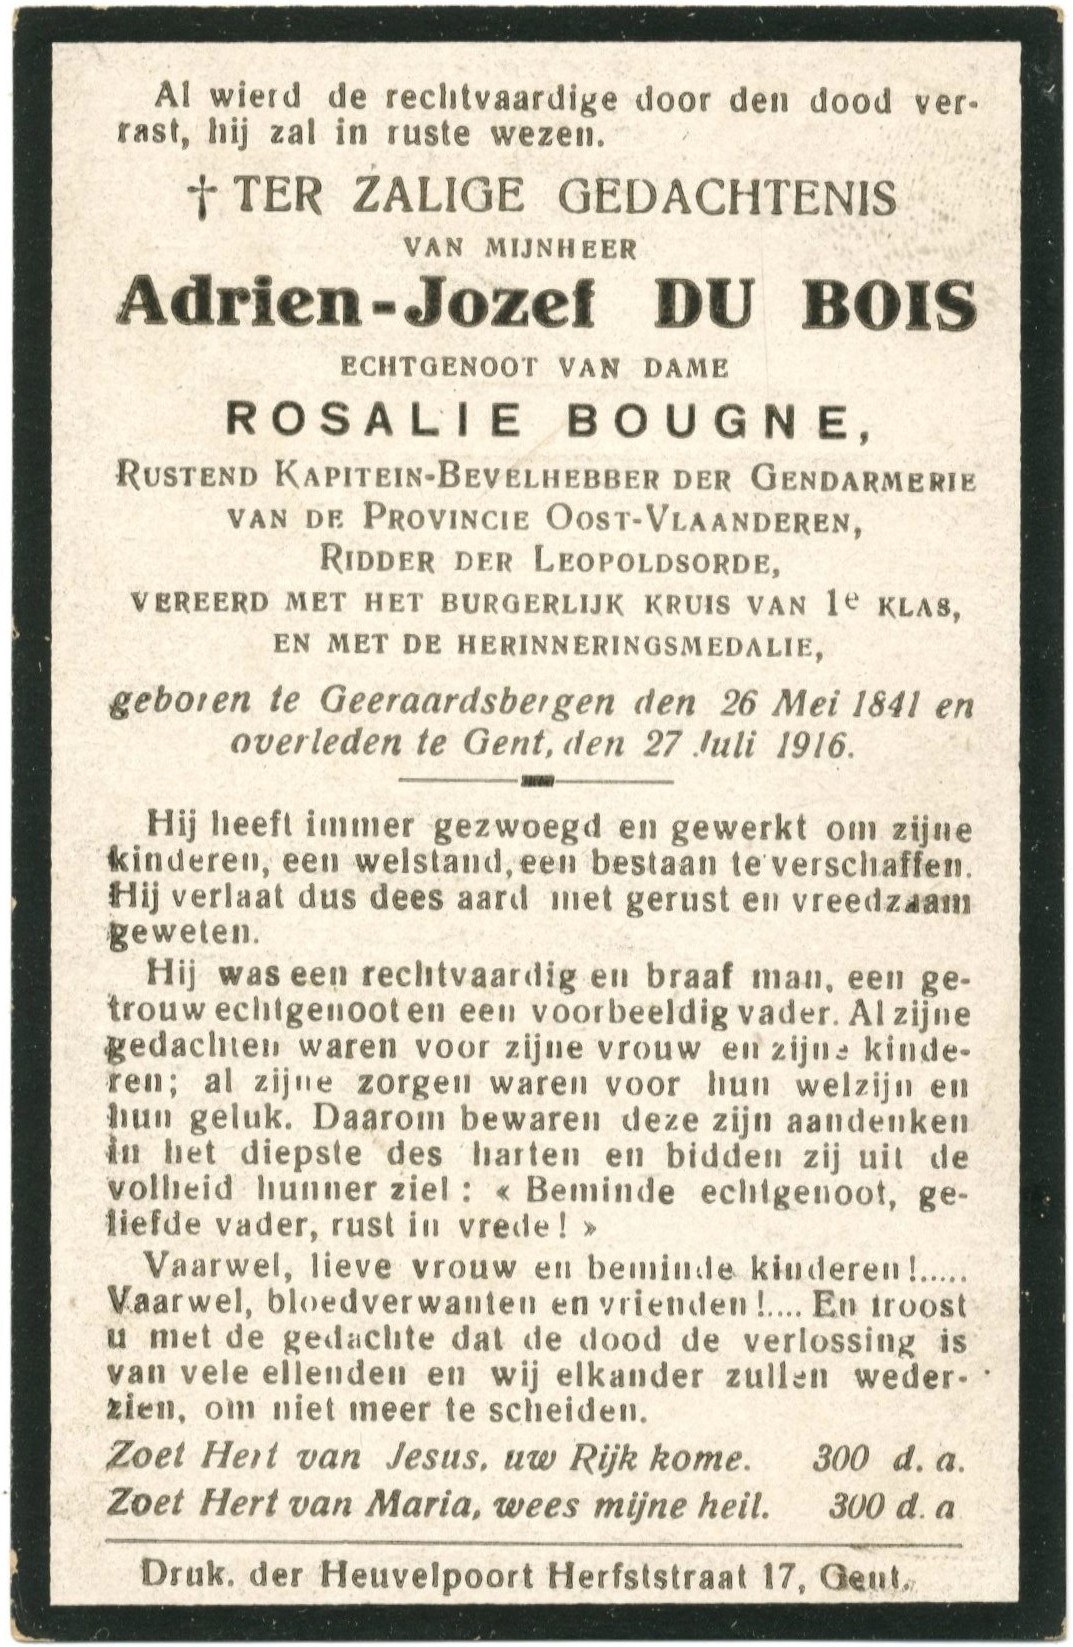 Al wierd de rechtvaardige door den dood ver-
rast, hij zal in ruste wezen.
† TER ZALIGE GEDACHTENIS
VAN MIJNHEER
Adrien-Jozef DU BOIS
ECHTGENOOT VAN DAME
ROSALIE BOUGNE,
RUSTEND KAPITEIN-BEVELHEBBER DER GENDARMERIE
VAN DE PROVINCIE OOST-VLAANDEREN,
RIDDER DER LEOPOLDSORDE,
VEREERD MET HET BURGERLIJK KRUIS VAN 1e KLAS,
EN MET DE HERINNERINGSMEDALIE,
geboren te Geeraardsbergen den 26 Mei 1841 en
overleden te Gent, den 27 Juli 1916.
Hij heeft immer gezwoegd en gewerkt om zijne
kinderen, een welstand, een bestaan te verschaffen.
Hij verlaat dus dees aard met gerust en vreedzaam
geweten.
Hij was een rechtvaardig en braaf man, een ge-
trouw echtgenoot en een voorbeeldig vader. Al zijne
gedachten waren voor zijne vrouw en zijne kinde-
ren; al zijne zorgen waren voor hun welzijn en
hun geluk. Daarom bewaren deze zijn aandenken
in het diepste des harten en bidden zij uit de
volheid hunner ziel : « Beminde echtgenoot, ge-
liefde vader, rust in vrede ! »
Vaarwel, lieve vrouw en beminde kinderen!.....
Vaarwel, bloedverwanten en vrienden!.... En troost
u met de gedachte dat de dood de verlossing is
van vele ellenden en wij elkander zullen weder-
zien, om niet meer te scheiden.
Zoet Hert van Jesus, uw Rijk kome. 300 d. a.
Zoet Hert van Maria, wees mijne heil. 300 d. a
Druk. der Heuvelpoort Herfststraat 17, Gent.